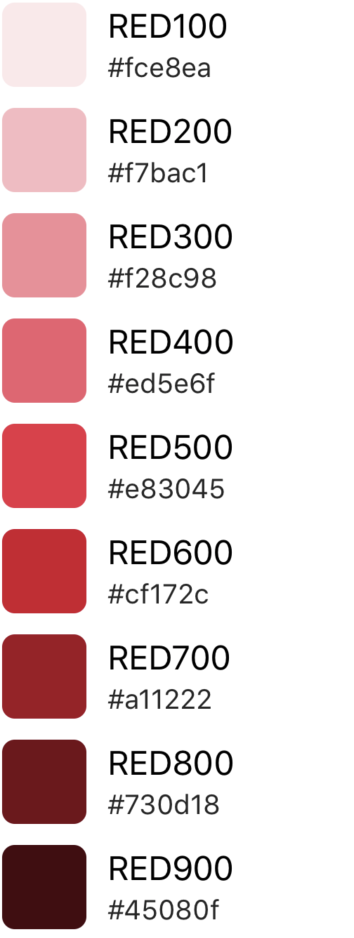 RED100
#fce8ea
RED200
#f7bac1
RED300
#f28c98
RED400
#ed5e6f
RED500
#e83045
RED600
#cf172c
RED700
#a11222
RED800
#730d18
RED900
#45080f